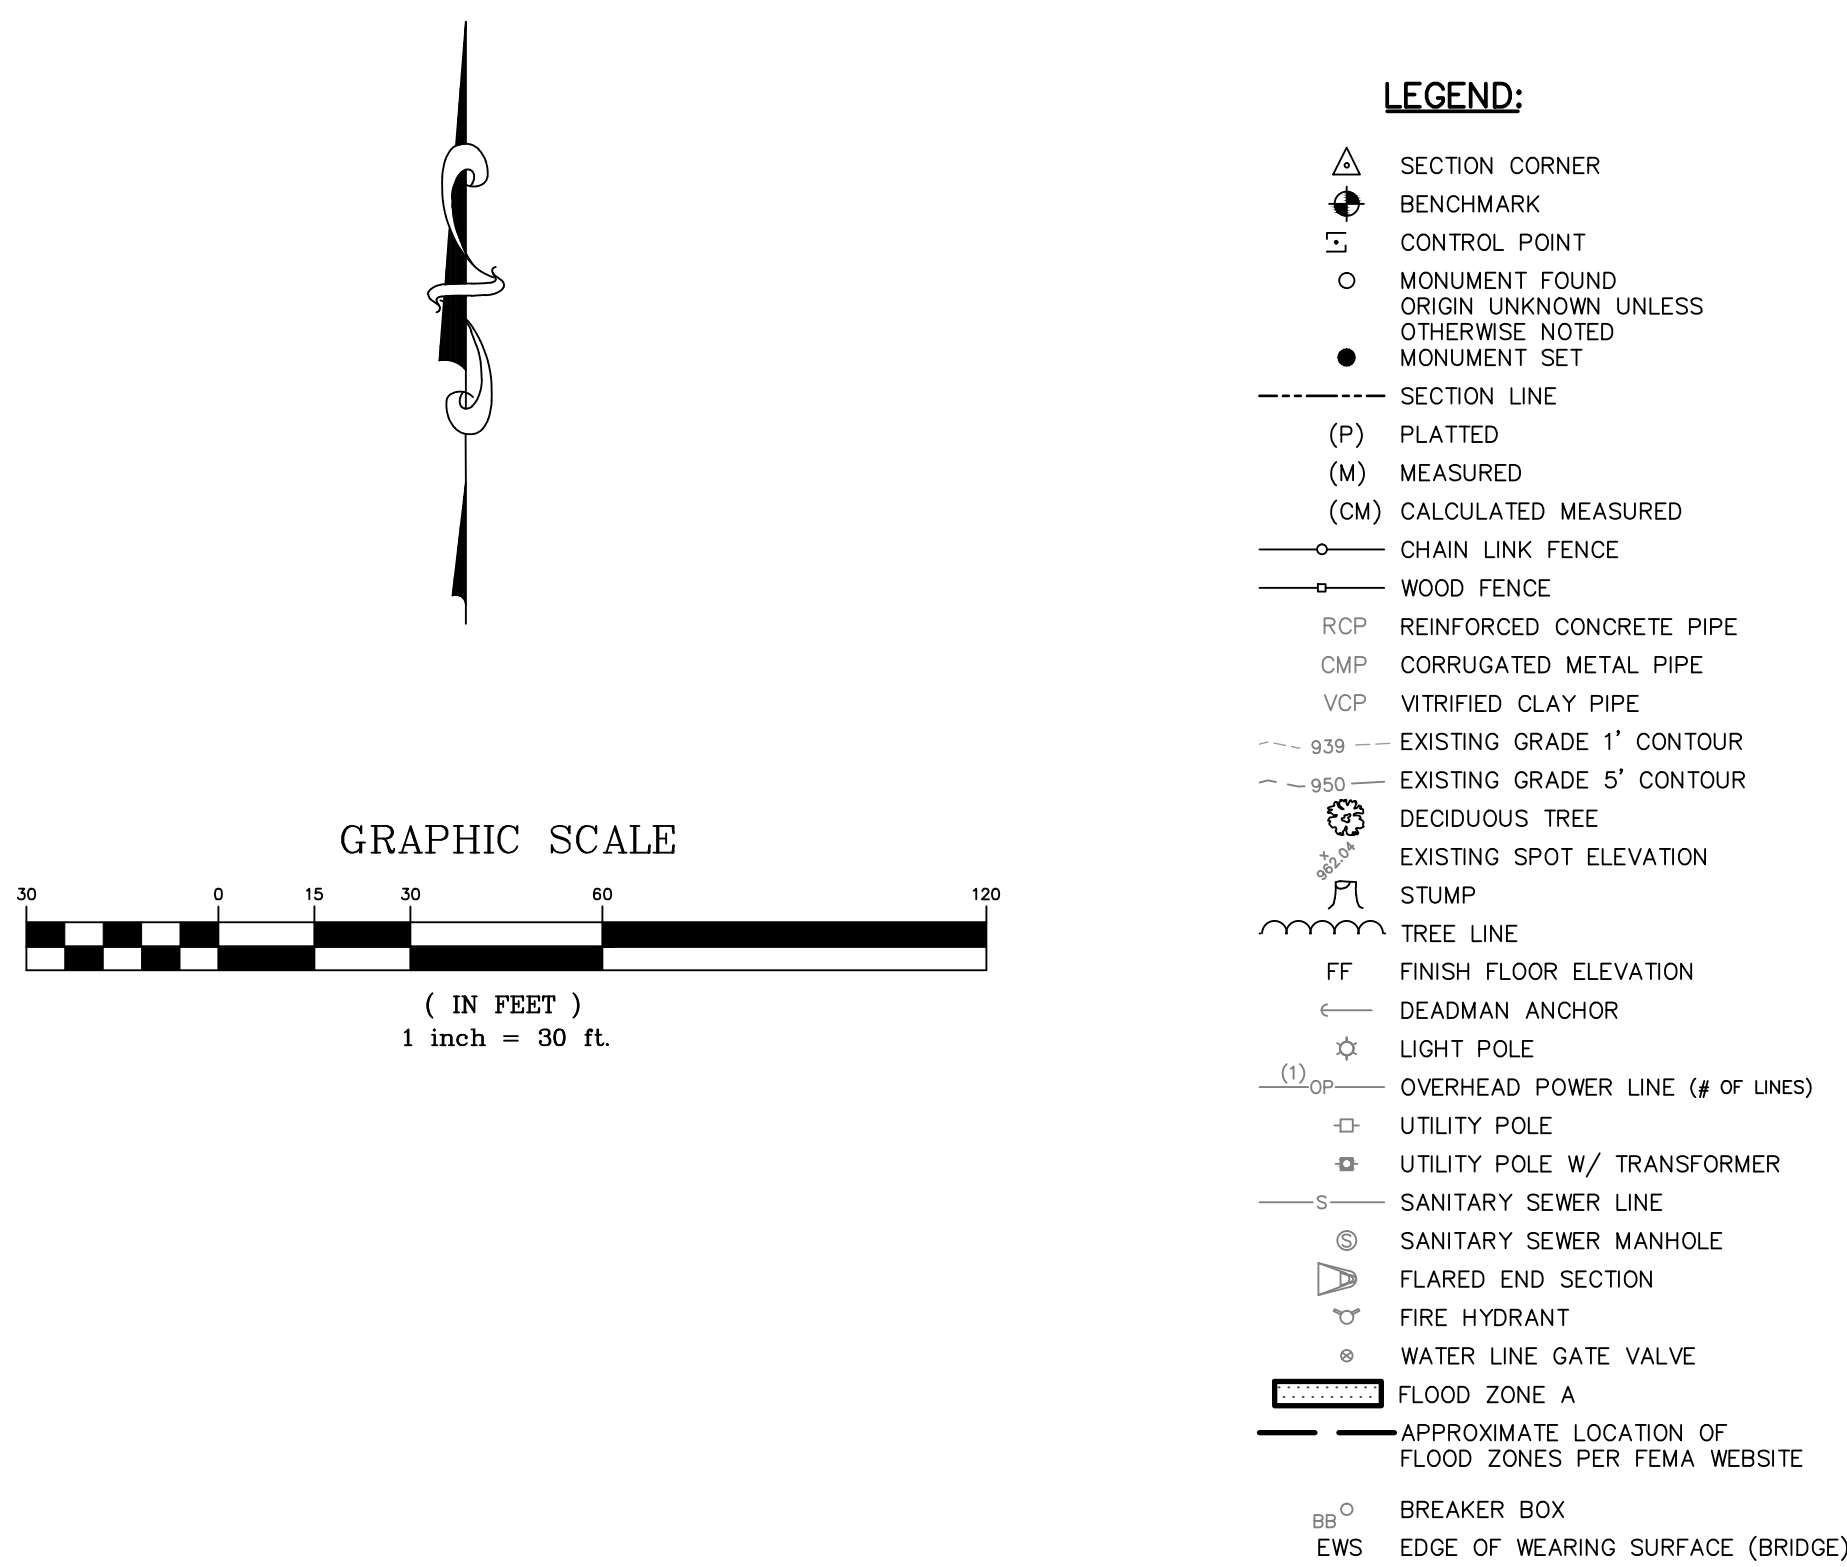 LEGEND:
SECTION CORNER
BENCHMARK
CONTROL POINT
MONUMENT FOUND
ORIGIN UNKNOWN UNLESS
OTHERWISE NOTED
MONUMENT SET
SECTION LINE
(P) PLATTED
(M) MEASURED
(CM) CALCULATED MEASURED
CHAIN LINK FENCE
WOOD FENCE
RCP REINFORCED CONCRETE PIPE
CMP CORRUGATED METAL PIPE
VCP VITRIFIED CLAY PIPE
939 EXISTING GRADE 1' CONTOUR
950 EXISTING GRADE 5' CONTOUR
DECIDUOUS TREE
962.04 EXISTING SPOT ELEVATION
STUMP
TREE LINE
FF FINISH FLOOR ELEVATION
DEADMAN ANCHOR
LIGHT POLE
(1) OP OVERHEAD POWER LINE (# OF LINES)
UTILITY POLE
UTILITY POLE W/ TRANSFORMER
S SANITARY SEWER LINE
S SANITARY SEWER MANHOLE
FLARED END SECTION
FIRE HYDRANT
WATER LINE GATE VALVE
FLOOD ZONE A
APPROXIMATE LOCATION OF
FLOOD ZONES PER FEMA WEBSITE
BB BREAKER BOX
EWS EDGE OF WEARING SURFACE (BRIDGE)
GRAPHIC SCALE
30 0 15 30 60 120
( IN FEET )
1 inch = 30 ft.